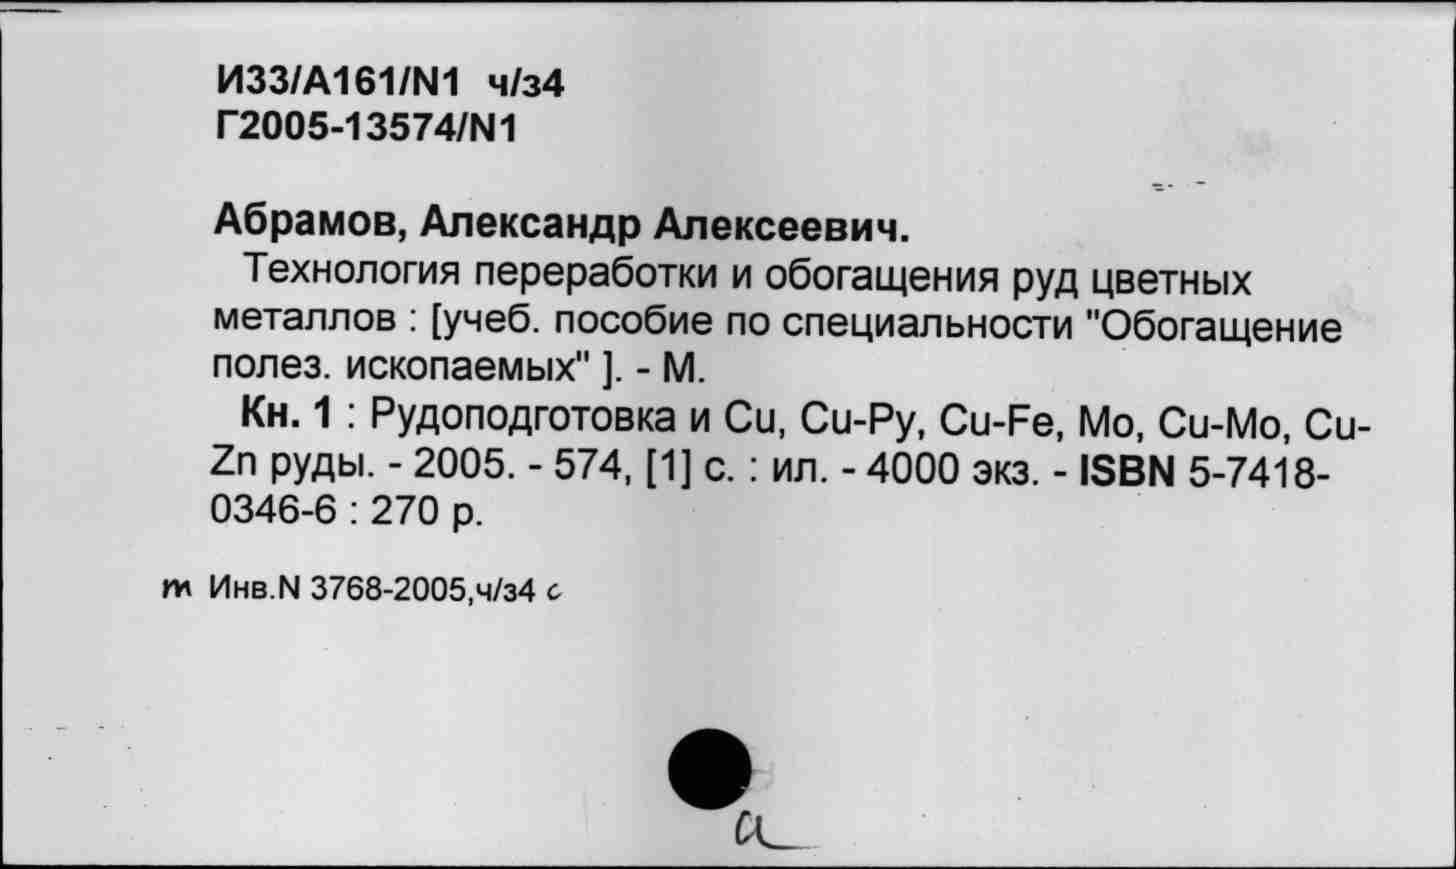 И33/А161/N1 ч/з4
Г2005-13574/N1
Абрамов, Александр Алексеевич.
Технология переработки и обогащения руд цветных
металлов : [учеб. пособие по специальности "Обогащение
полез. ископаемых" ]. - М.
Кн. 1 : Рудоподготовка и Cu, Cu-Py, Cu-Fe, Mo, Cu-Mo, Cu-
Zn руды. - 2005. - 574, [1] с. : ил. - 4000 экз. - ISBN 5-7418-
0346-6 : 270 р.
т Инв.N 3768-2005,ч/з4 с
а